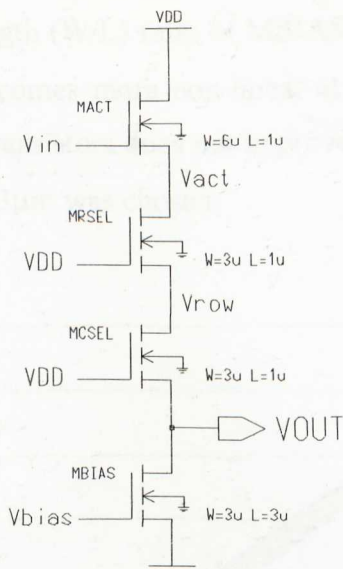 VDD
MACT
Vin
W=6u L=1u
Vact
MRSEL
VDD
W=3u L=1u
Vrow
MCSEL
VDD
W=3u L=1u
VOUT
MBIAS
Vbias
W=3u L=3u